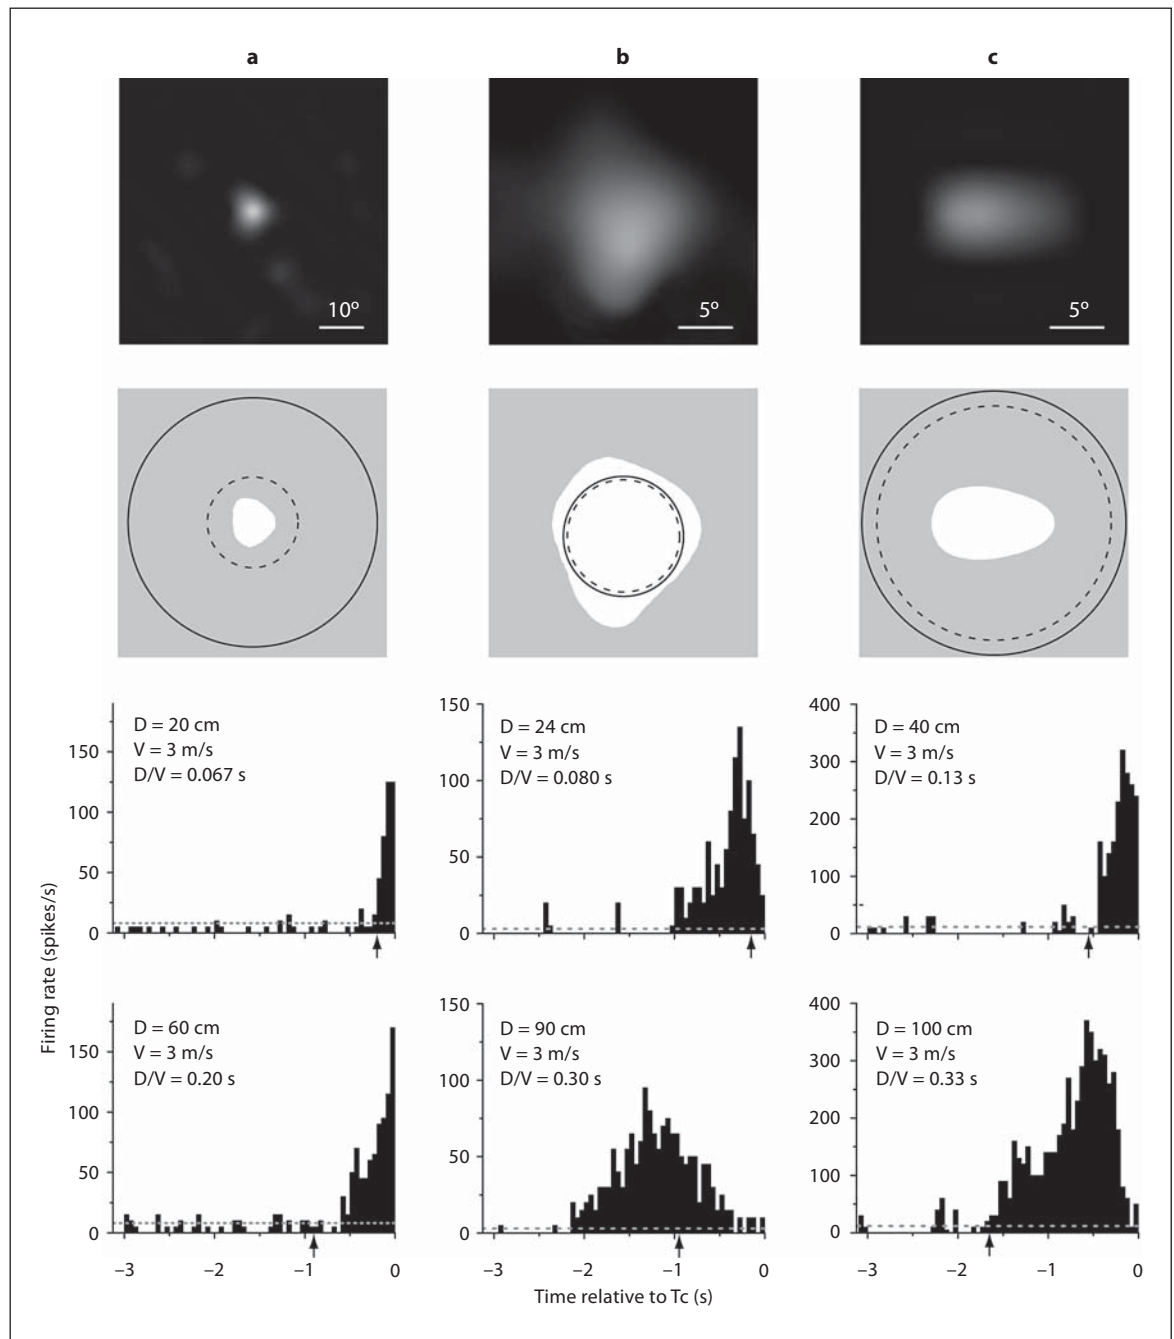 a
b
c
10°
5°
5°
D = 20 cm
V = 3 m/s
D/V = 0.067 s
150
100
50
0
D = 24 cm
V = 3 m/s
D/V = 0.080 s
150
100
50
0
D = 40 cm
V = 3 m/s
D/V = 0.13 s
400
300
200
100
0
Firing rate (spikes/s)
D = 60 cm
V = 3 m/s
D/V = 0.20 s
150
100
50
0
–3
–2
–1
0
D = 90 cm
V = 3 m/s
D/V = 0.30 s
150
100
50
0
–3
–2
–1
0
D = 100 cm
V = 3 m/s
D/V = 0.33 s
400
300
200
100
0
–3
–2
–1
0
Time relative to Tc (s)